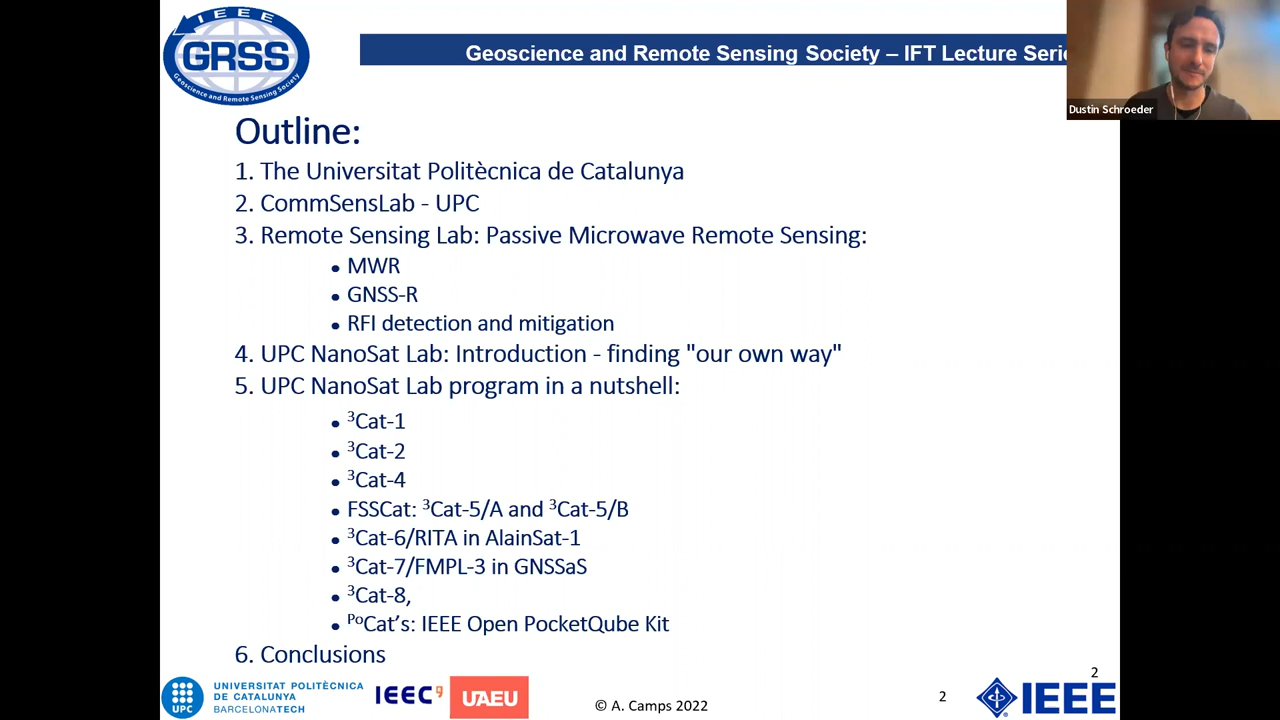 IEEE
GRSS
Geoscience and Remote Sensing Society
Geoscience and Remote Sensing Society – IFT Lecture
Dustin Schroeder
Outline:
1. The Universitat Politècnica de Catalunya
2. CommSensLab - UPC
3. Remote Sensing Lab: Passive Microwave Remote Sensing:
• MWR
• GNSS-R
• RFI detection and mitigation
4. UPC NanoSat Lab: Introduction - finding "our own way"
5. UPC NanoSat Lab program in a nutshell:
• ³Cat-1
• ³Cat-2
• ³Cat-4
• FSSCat: ³Cat-5/A and ³Cat-5/B
• ³Cat-6/RITA in AlainSat-1
• ³Cat-7/FMPL-3 in GNSSaS
• ³Cat-8,
• ᴾᵒCat’s: IEEE Open PocketQube Kit
6. Conclusions
2
UPC
UNIVERSITAT POLITÈCNICA
DE CATALUNYA
BARCELONATECH
IEEC
UAEU
© A. Camps 2022
2
IEEE